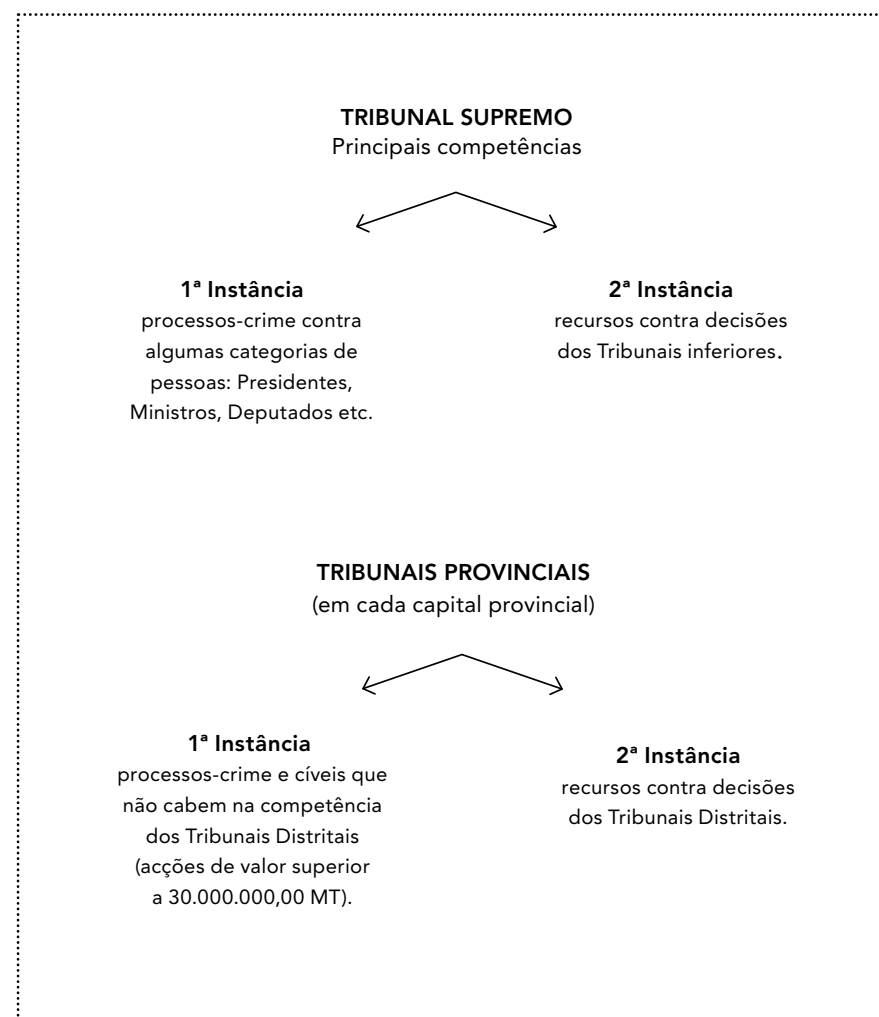 TRIBUNAL SUPREMO
Principais competências
1ª Instância
processos-crime contra
algumas categorias de
pessoas: Presidentes,
Ministros, Deputados etc.
2ª Instância
recursos contra decisões
dos Tribunais inferiores.
TRIBUNAIS PROVINCIAIS
(em cada capital provincial)
1ª Instância
processos-crime e cíveis que
não cabem na competência
dos Tribunais Distritais
(acções de valor superior
a 30.000.000,00 MT).
2ª Instância
recursos contra decisões
dos Tribunais Distritais.